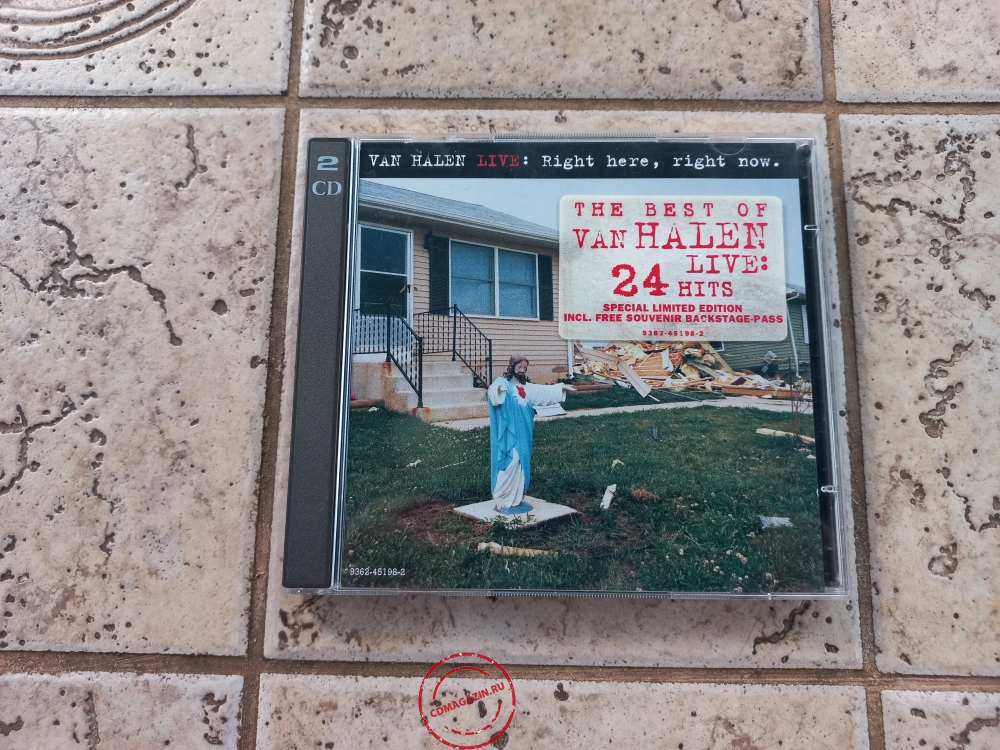 2
CD
VAN HALEN LIVE: Right here, right now.
THE BEST OF
VAN HALEN
LIVE:
24 HITS
SPECIAL LIMITED EDITION
INCL. FREE SOUVENIR BACKSTAGE-PASS
9362-45198-2
9362-45198-2
CDMAGAZIN.RU